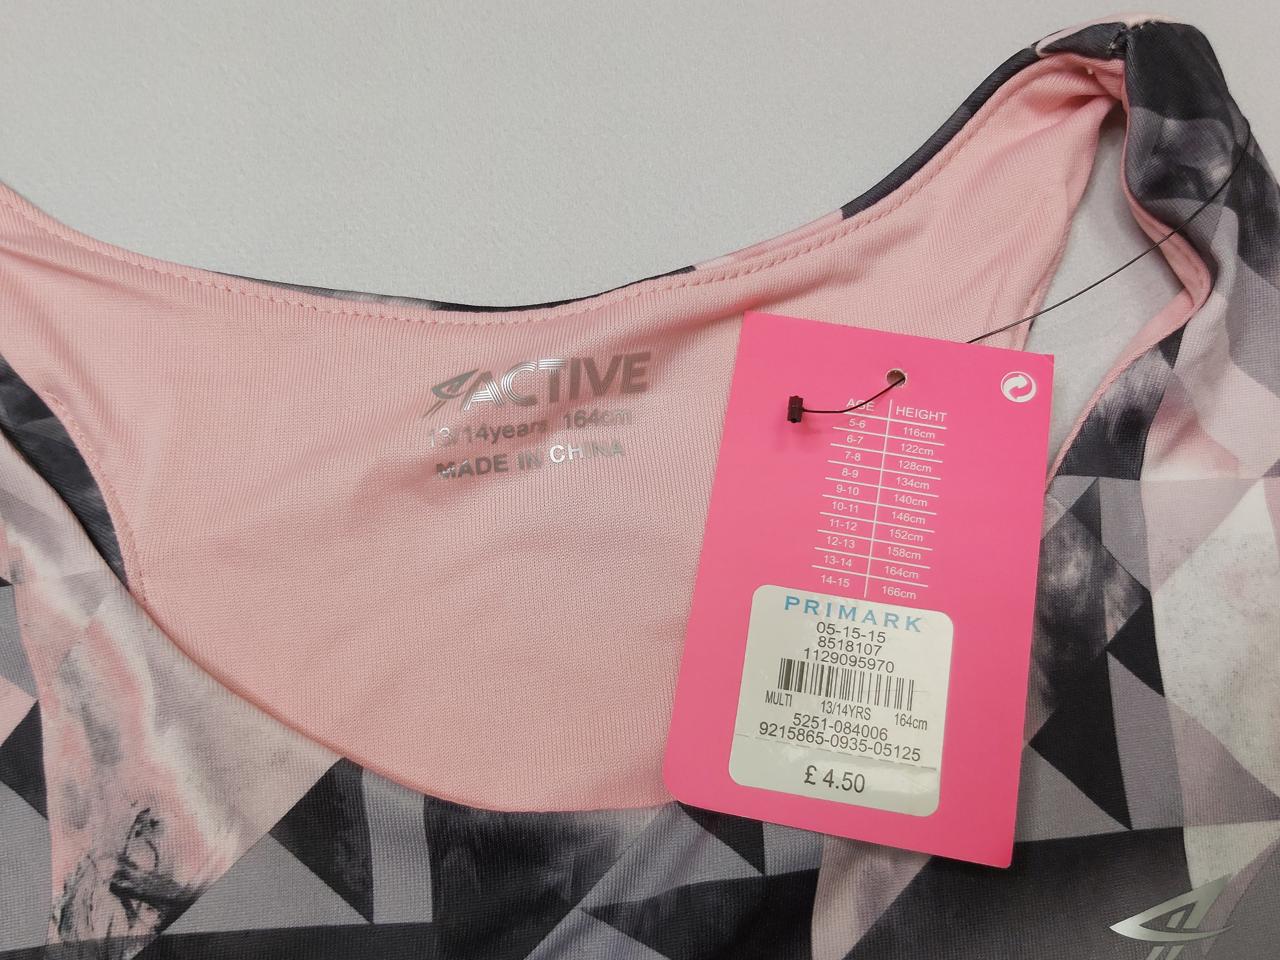 ACTIVE
13/14years 164cm
MADE IN CHINA
AGE HEIGHT
5-6 116cm
6-7 122cm
7-8 128cm
8-9 134cm
9-10 140cm
10-11 146cm
11-12 152cm
12-13 158cm
13-14 164cm
14-15 166cm
PRIMARK
05-15-15
8518107
1129095970
MULTI 13/14YRS 164cm
5251-084006
9215865-0935-05125
£ 4.50